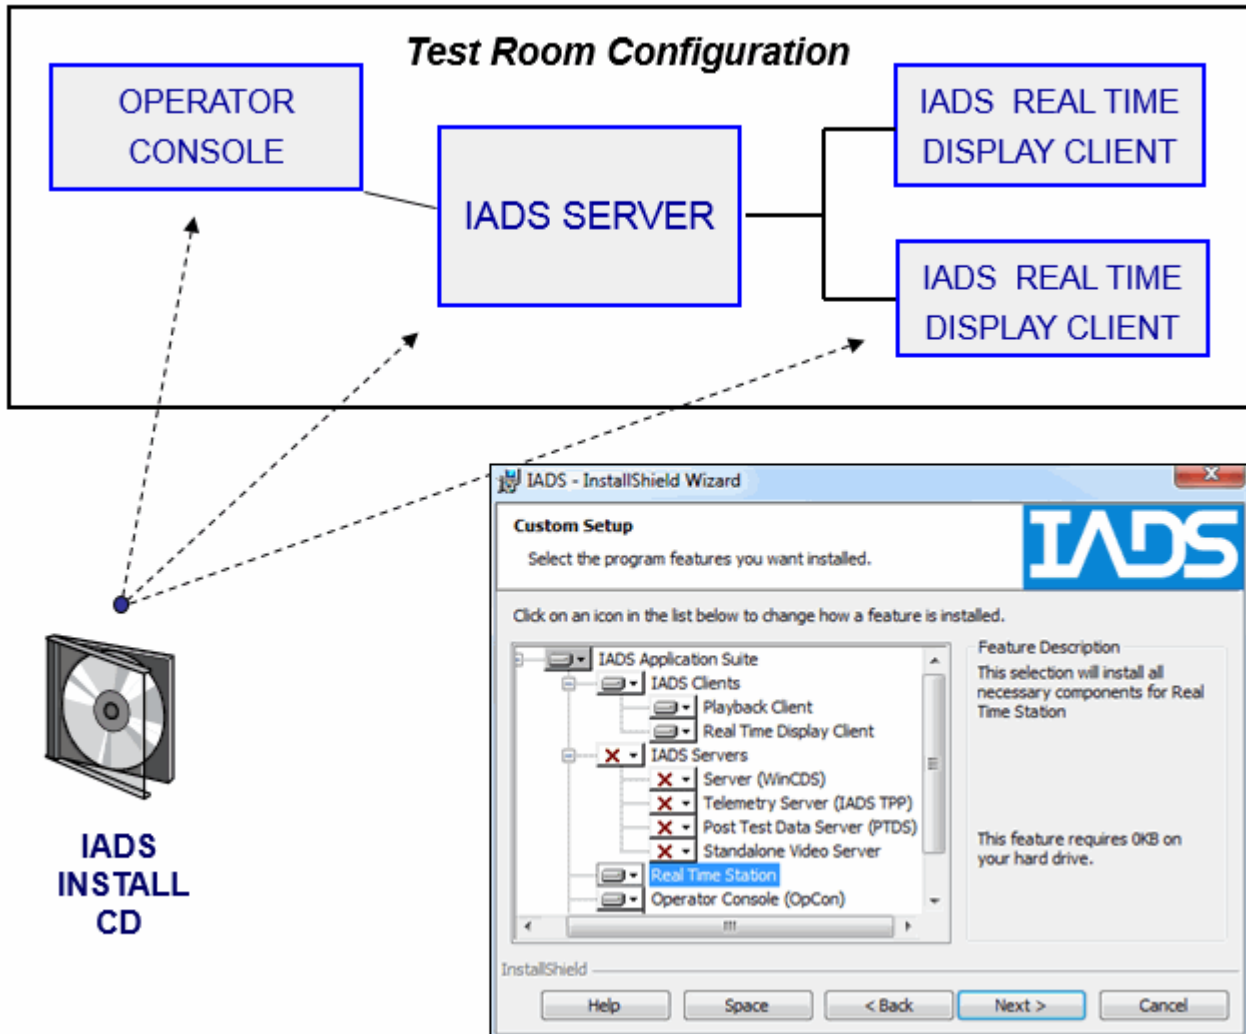 Test Room Configuration
OPERATOR
CONSOLE
IADS SERVER
IADS REAL TIME
DISPLAY CLIENT
IADS REAL TIME
DISPLAY CLIENT
IADS
INSTALL
CD
IADS - InstallShield Wizard
Custom Setup
Select the program features you want installed.
IADS
Click on an icon in the list below to change how a feature is installed.
IADS Application Suite
IADS Clients
Playback Client
Real Time Display Client
IADS Servers
Server (WinCDS)
Telemetry Server (IADS TPP)
Post Test Data Server (PTDS)
Standalone Video Server
Real Time Station
Operator Console (OpCon)
Feature Description
This selection will install all
necessary components for Real
Time Station
This feature requires 0KB on
your hard drive.
InstallShield
Help
Space
< Back
Next >
Cancel